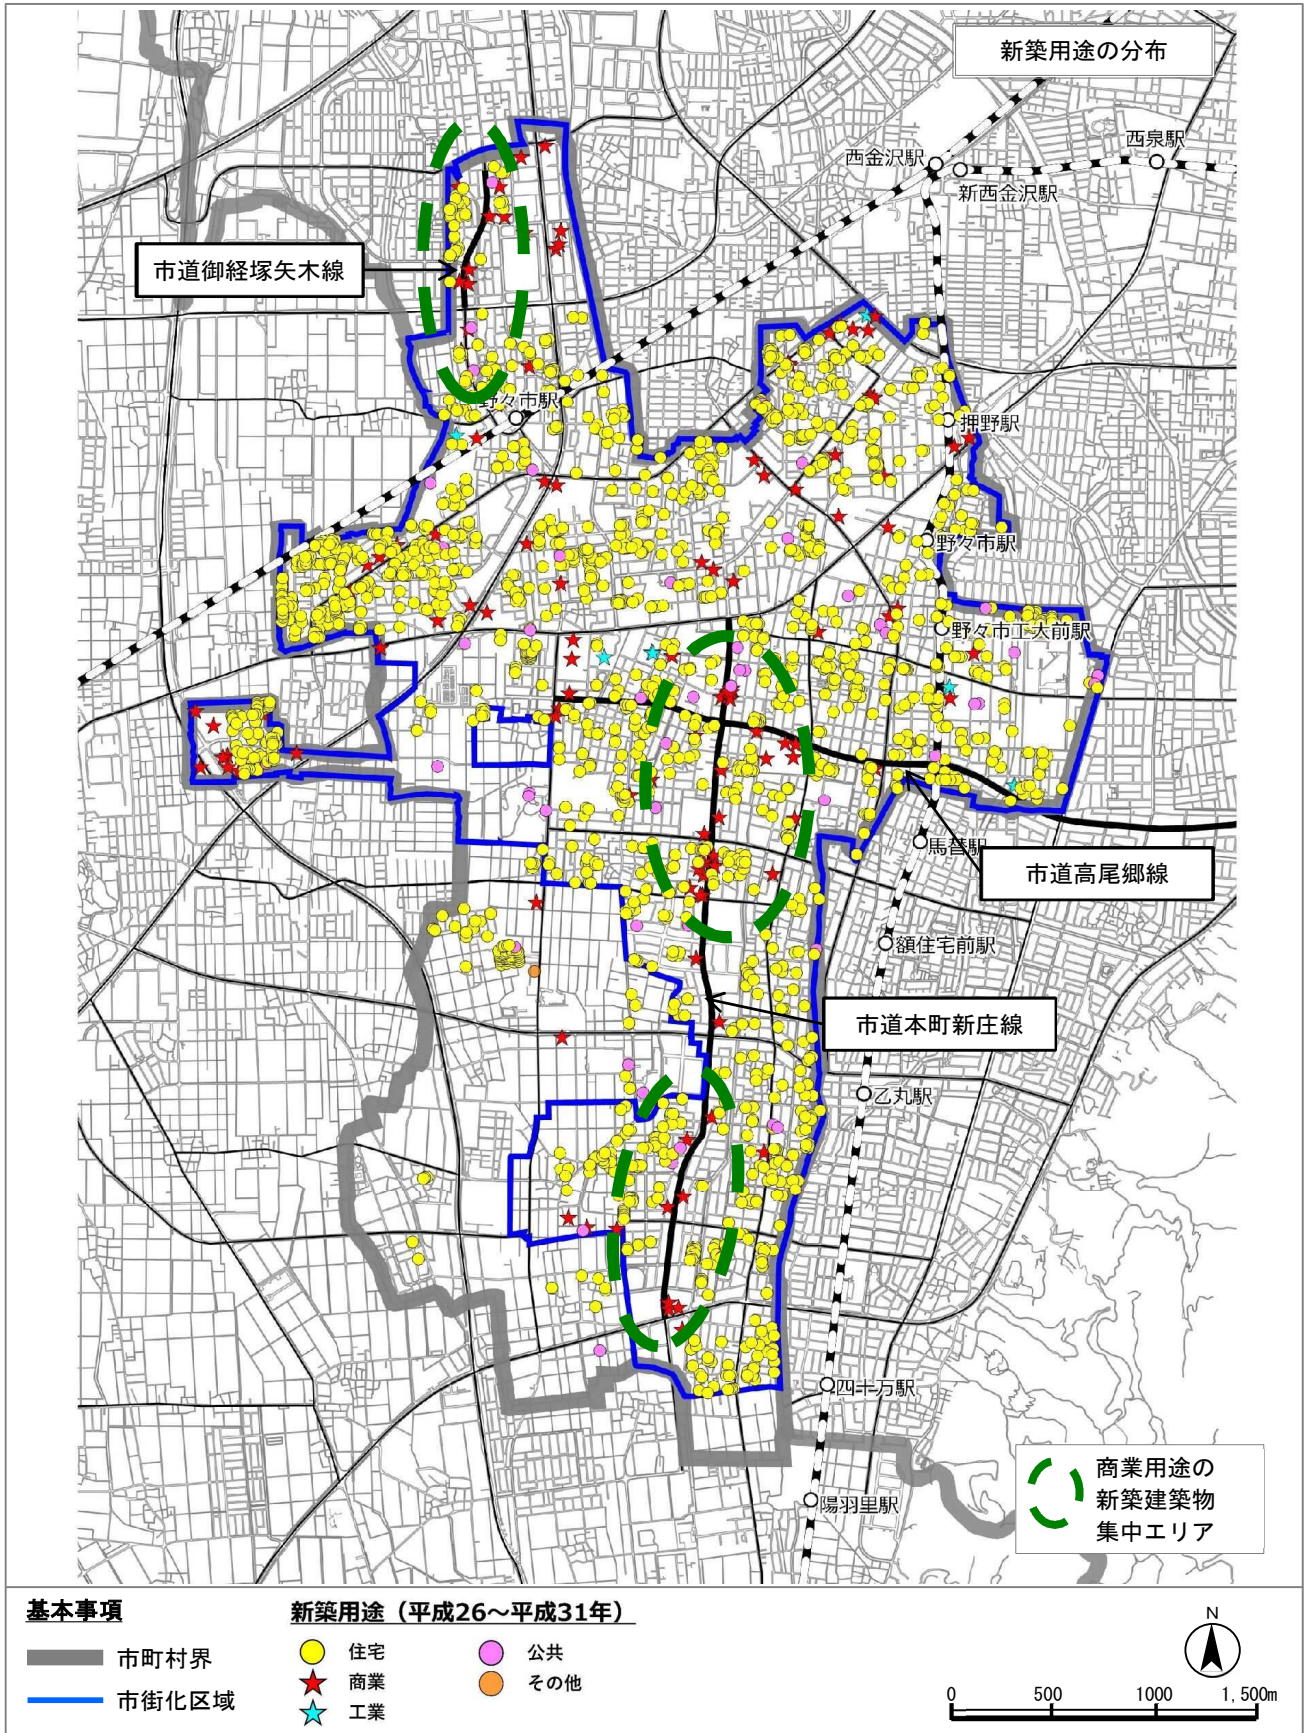 新築用途の分布
西泉駅
西金沢駅
新西金沢駅
市道御経塚矢木線
野々市駅
押野駅
野々市駅
野々市工大前駅
馬替駅
市道高尾郷線
額住宅前駅
市道本町新庄線
乙丸駅
四十万駅
陽羽里駅
商業用途の
新築建築物
集中エリア
基本事項
市町村界
市街化区域
新築用途（平成26～平成31年）
住宅
商業
工業
公共
その他
N
0 500 1000 1,500m